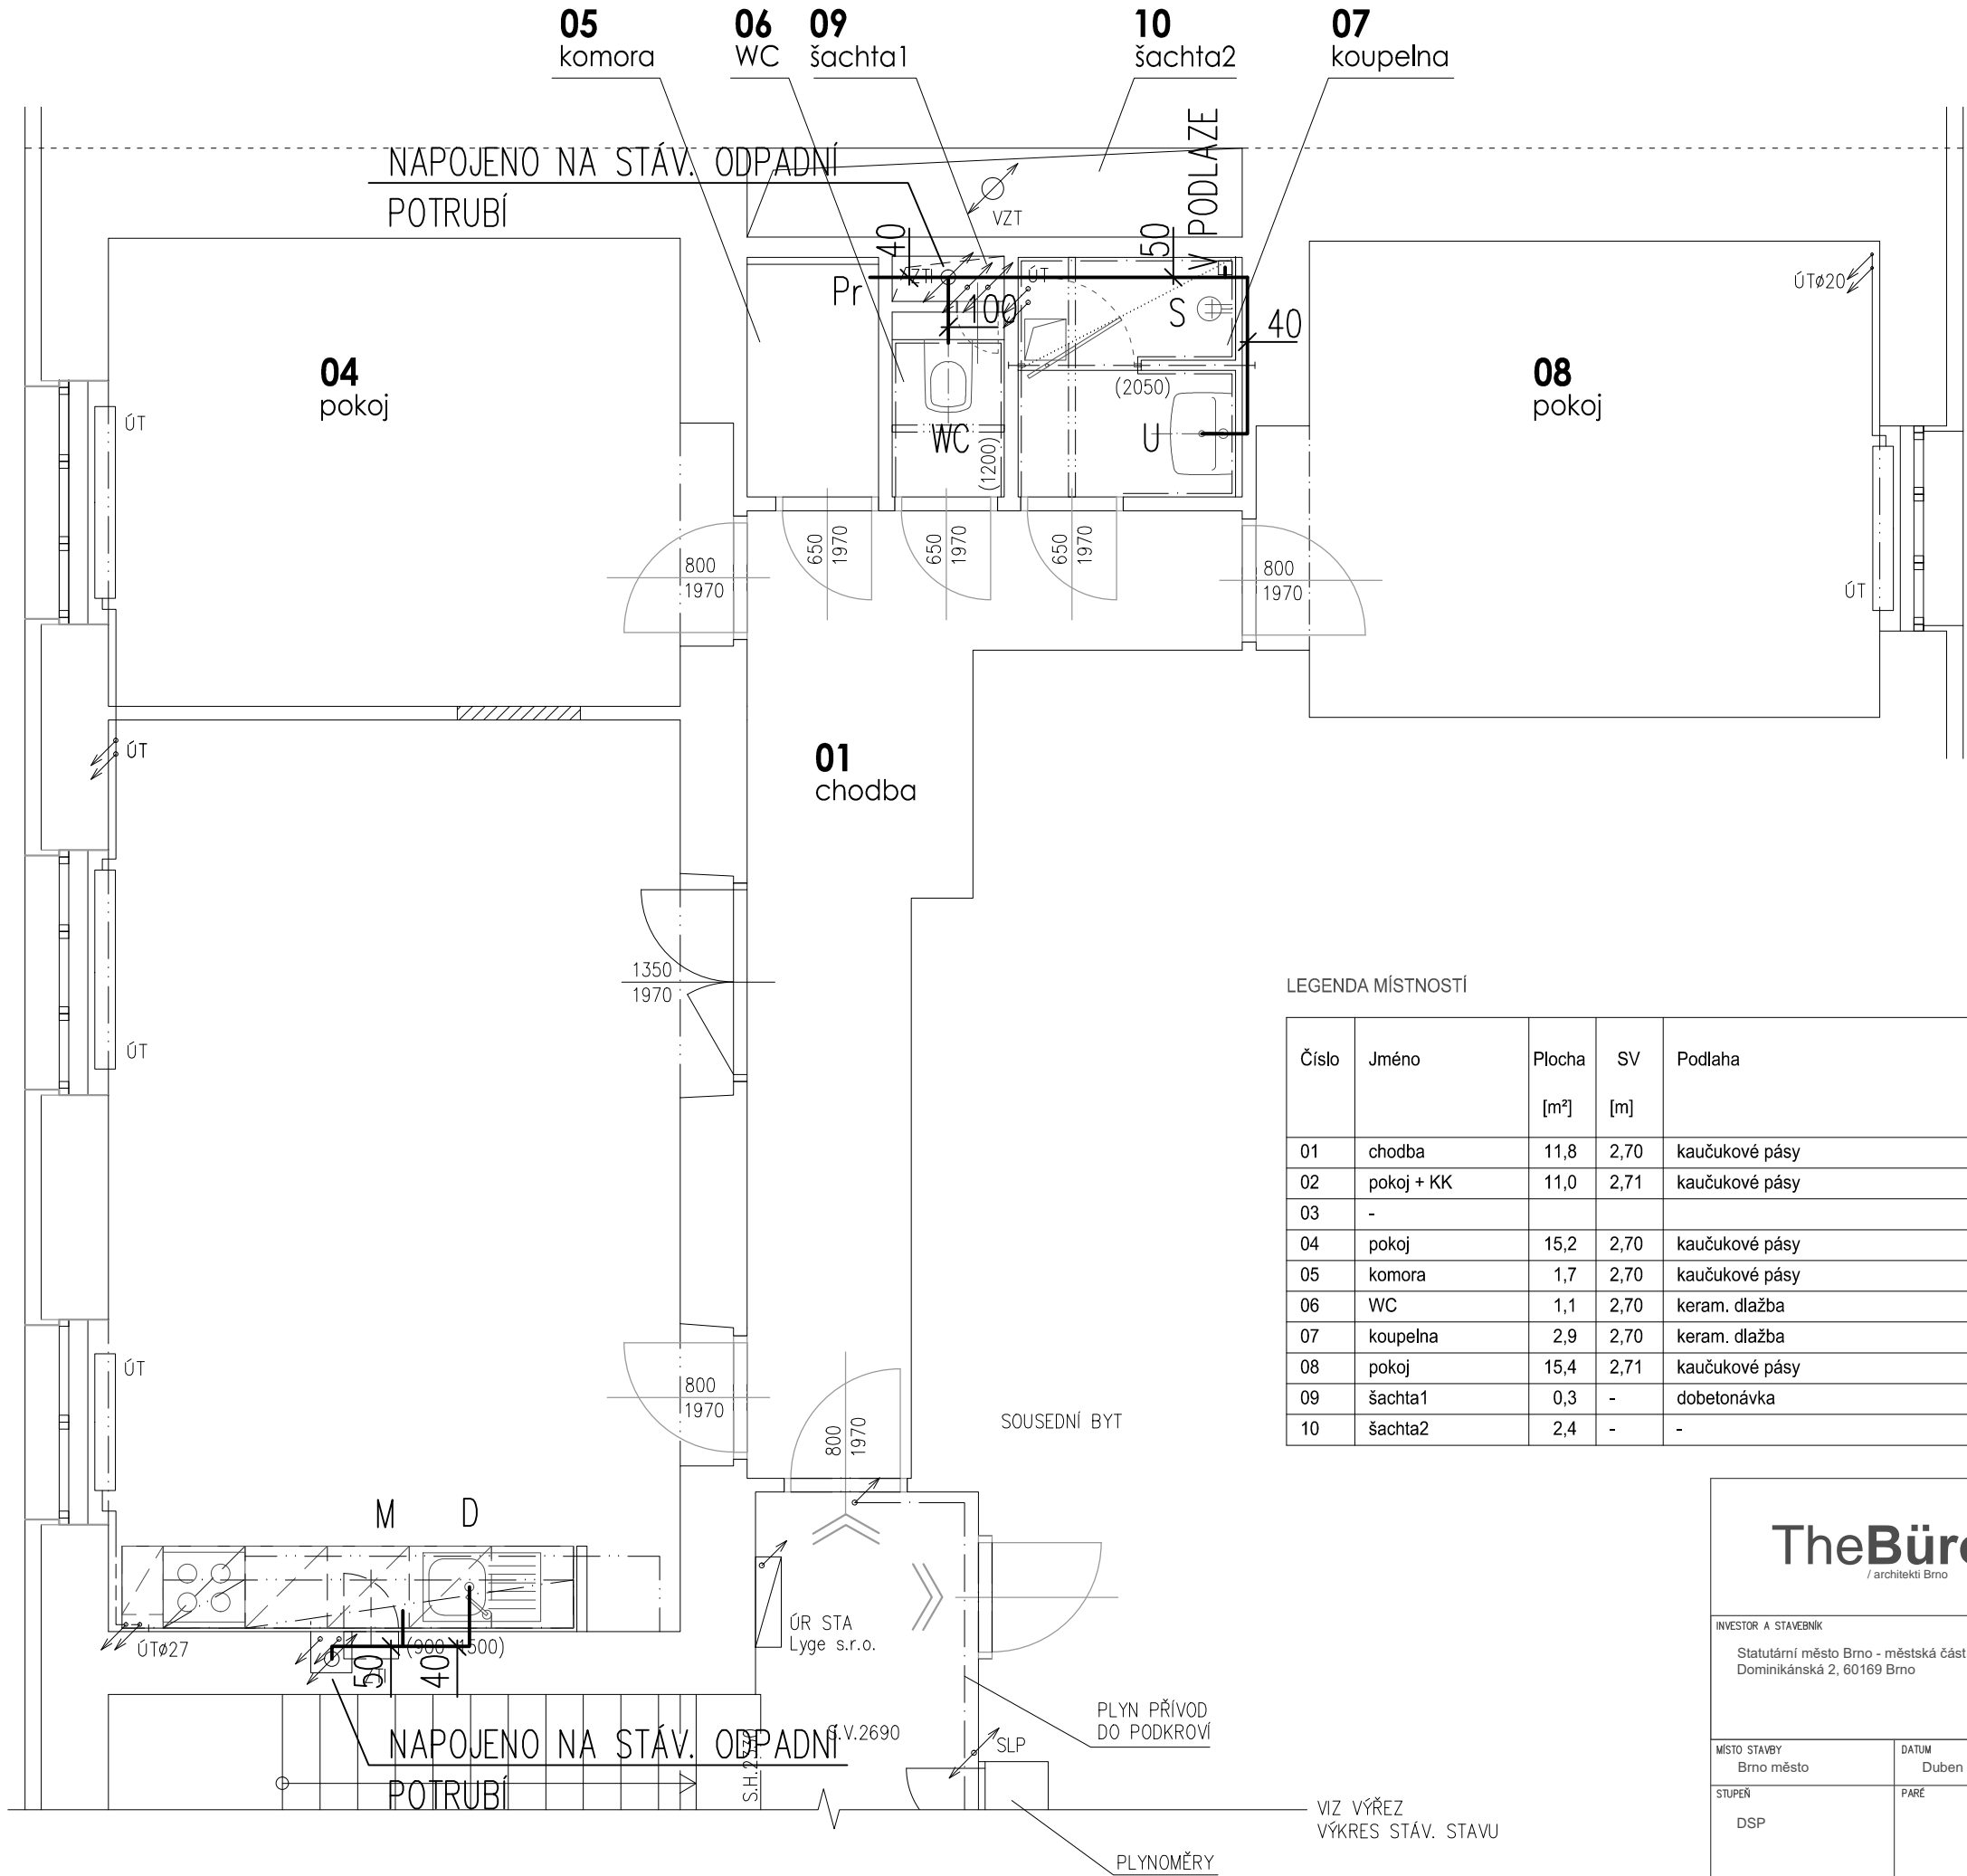 05
komora
06
WC
09
šachta1
10
šachta2
07
koupelna
NAPOJENO NA STÁV. ODPADNÍ
POTRUBÍ
VZT
V PODLAZE
40
50
Pr
ÚT
100
S
40
(2050)
WC
(1200)
U
04
pokoj
ÚT
08
pokoj
ÚTø20
ÚT
800
1970
650
1970
650
1970
650
1970
800
1970
ÚT
01
chodba
1350
1970
ÚT
ÚT
800
1970
800
1970
SOUSEDNÍ BYT
LEGENDA MÍSTNOSTÍ
Číslo Jméno Plocha SV Podlaha
[m²] [m]
01 chodba 11,8 2,70 kaučukové pásy
02 pokoj + KK 11,0 2,71 kaučukové pásy
03 -
04 pokoj 15,2 2,70 kaučukové pásy
05 komora 1,7 2,70 kaučukové pásy
06 WC 1,1 2,70 keram. dlažba
07 koupelna 2,9 2,70 keram. dlažba
08 pokoj 15,4 2,71 kaučukové pásy
09 šachta1 0,3 - dobetonávka
10 šachta2 2,4 - -
M D
ÚTø27
50
40
ÚR STA
Lyge s.r.o.
NAPOJENO NA STÁV. ODPADNÍ
POTRUBÍ
S.V.2690
PLYN PŘÍVOD
DO PODKROVÍ
SLP
VIZ VÝŘEZ
VÝKRES STÁV. STAVU
PLYNOMĚRY
TheBür
/ architekti Brno
INVESTOR A STAVEBNÍK
Statutární město Brno - městská část
Dominikánská 2, 60169 Brno
MÍSTO STAVBY
Brno město
DATUM
Duben
STUPEŇ
DSP
PARÉ